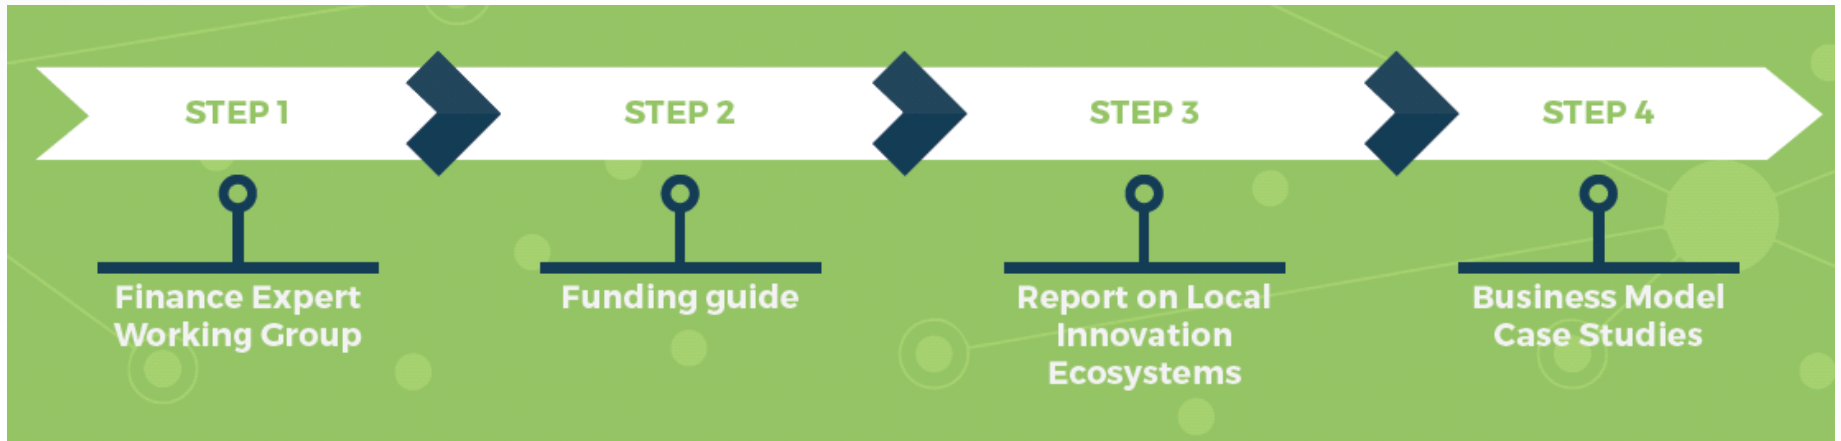 STEP 1
STEP 2
STEP 3
STEP 4
Finance Expert
Working Group
Funding guide
Report on Local
Innovation
Ecosystems
Business Model
Case Studies